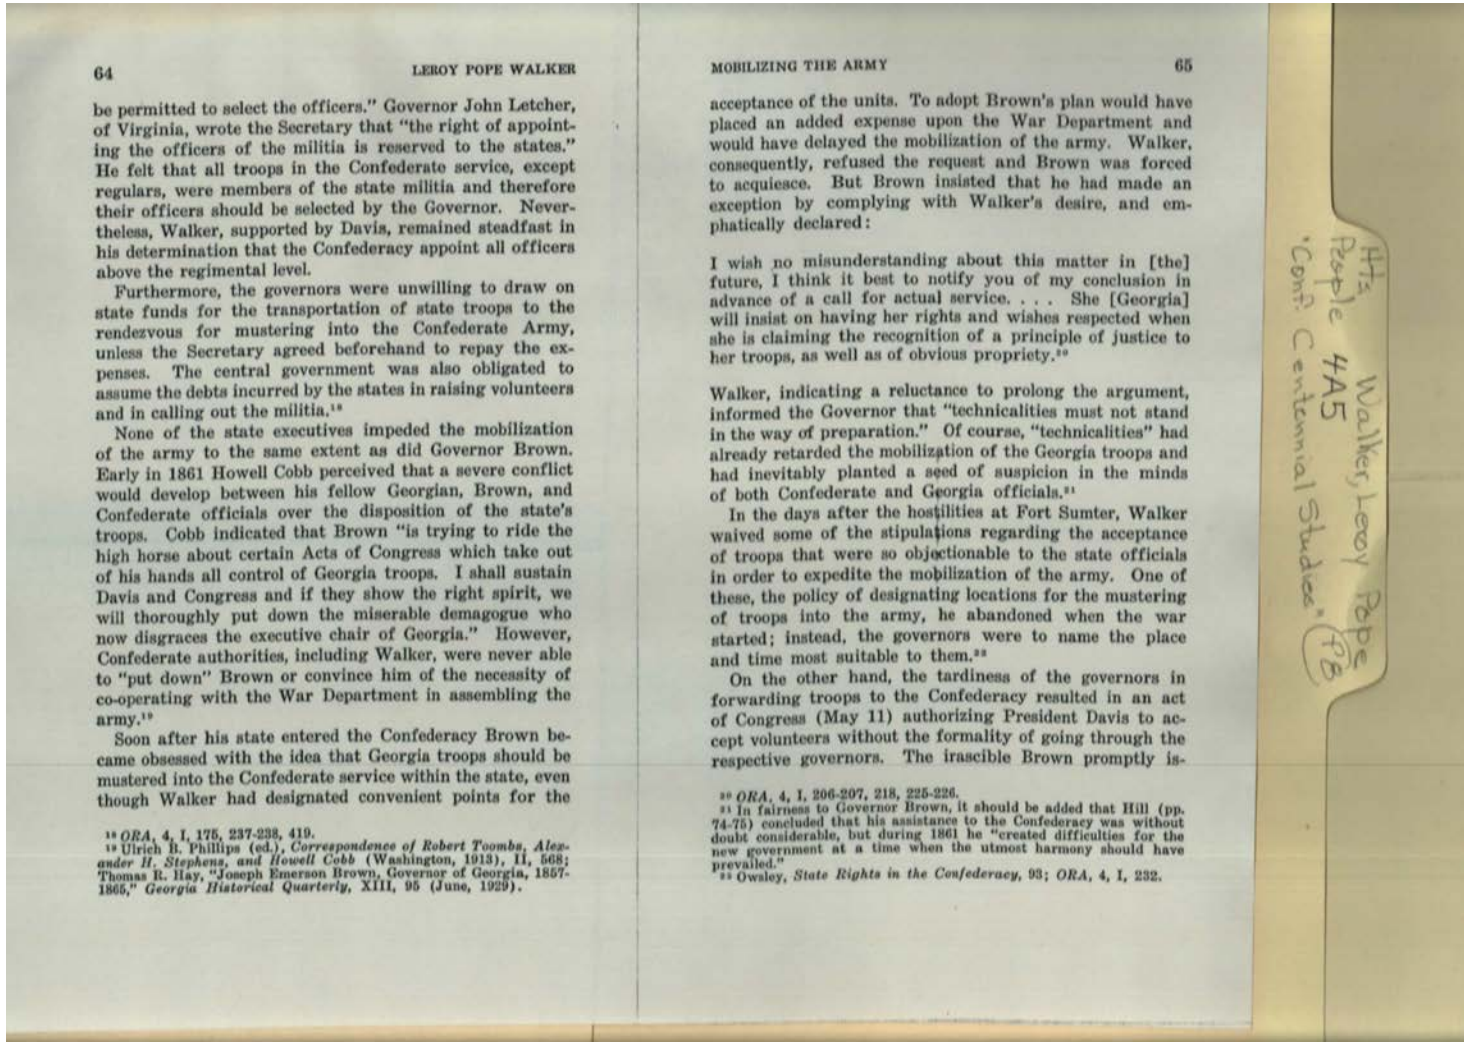 64 LEROY POPE WALKER
be permitted to select the officers." Governor John Letcher,
of Virginia, wrote the Secretary that "the right of appoint-
ing the officers of the militia is reserved to the states."
He felt that all troops in the Confederate service, except
regulars, were members of the state militia and therefore
their officers should be selected by the Governor. Never-
theless, Walker, supported by Davis, remained steadfast in
his determination that the Confederacy appoint all officers
above the regimental level.
Furthermore, the governors were unwilling to draw on
state funds for the transportation of state troops to the
rendezvous for mustering into the Confederate Army,
unless the Secretary agreed beforehand to repay the ex-
penses. The central government was also obligated to
assume the debts incurred by the states in raising volunteers
and in calling out the militia.¹⁸
None of the state executives impeded the mobilization
of the army to the same extent as did Governor Brown.
Early in 1861 Howell Cobb perceived that a severe conflict
would develop between his fellow Georgian, Brown, and
Confederate officials over the disposition of the state's
troops. Cobb indicated that Brown "is trying to ride the
high horse about certain Acts of Congress which take out
of his hands all control of Georgia troops. I shall sustain
Davis and Congress and if they show the right spirit, we
will thoroughly put down the miserable demagogue who
now disgraces the executive chair of Georgia." However,
Confederate authorities, including Walker, were never able
to "put down" Brown or convince him of the necessity of
co-operating with the War Department in assembling the
army.¹⁹
Soon after his state entered the Confederacy Brown be-
came obsessed with the idea that Georgia troops should be
mustered into the Confederate service within the state, even
though Walker had designated convenient points for the
¹⁸ ORA, 4, I, 175, 237-238, 419.
¹⁹ Ulrich B. Phillips (ed.), Correspondence of Robert Toombs, Alex-
ander H. Stephens, and Howell Cobb (Washington, 1913), II, 568;
Thomas R. Hay, "Joseph Emerson Brown, Governor of Georgia, 1857-
1865," Georgia Historical Quarterly, XIII, 95 (June, 1929).
MOBILIZING THE ARMY 65
acceptance of the units. To adopt Brown's plan would have
placed an added expense upon the War Department and
would have delayed the mobilization of the army. Walker,
consequently, refused the request and Brown was forced
to acquiesce. But Brown insisted that he had made an
exception by complying with Walker's desire, and em-
phatically declared:
I wish no misunderstanding about this matter in [the]
future, I think it best to notify you of my conclusion in
advance of a call for actual service. . . . She [Georgia]
will insist on having her rights and wishes respected when
she is claiming the recognition of a principle of justice to
her troops, as well as of obvious propriety.²⁰
Walker, indicating a reluctance to prolong the argument,
informed the Governor that "technicalities must not stand
in the way of preparation." Of course, "technicalities" had
already retarded the mobilization of the Georgia troops and
had inevitably planted a seed of suspicion in the minds
of both Confederate and Georgia officials.²¹
In the days after the hostilities at Fort Sumter, Walker
waived some of the stipulations regarding the acceptance
of troops that were so objectionable to the state officials
in order to expedite the mobilization of the army. One of
these, the policy of designating locations for the mustering
of troops into the army, he abandoned when the war
started; instead, the governors were to name the place
and time most suitable to them.²²
On the other hand, the tardiness of the governors in
forwarding troops to the Confederacy resulted in an act
of Congress (May 11) authorizing President Davis to ac-
cept volunteers without the formality of going through the
respective governors. The irascible Brown promptly is-
²⁰ ORA, 4, I, 206-207, 218, 225-226.
²¹ In fairness to Governor Brown, it should be added that Hill (pp.
74-75) concluded that his assistance to the Confederacy was without
doubt considerable, but during 1861 he "created difficulties for the
new government at a time when the utmost harmony should have
prevailed."
²² Owsley, State Rights in the Confederacy, 93; ORA, 4, I, 232.
Hts Walker, Leroy Pope
People 4A5 P8
"Conf. Centennial Studies"